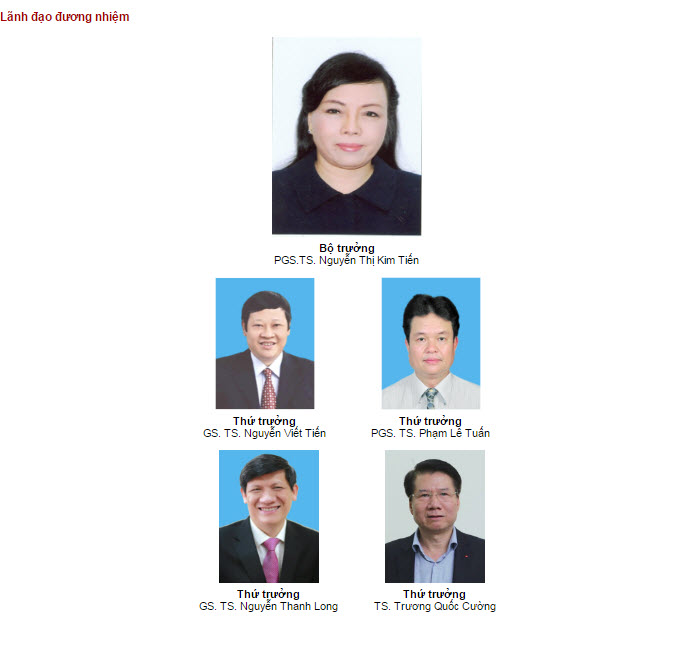 Lãnh đạo đương nhiệm
Bộ trưởng
PGS.TS. Nguyễn Thị Kim Tiến
Thứ trưởng
GS. TS. Nguyễn Viết Tiến
Thứ trưởng
PGS. TS. Phạm Lê Tuấn
Thứ trưởng
GS. TS. Nguyễn Thanh Long
Thứ trưởng
TS. Trương Quốc Cường